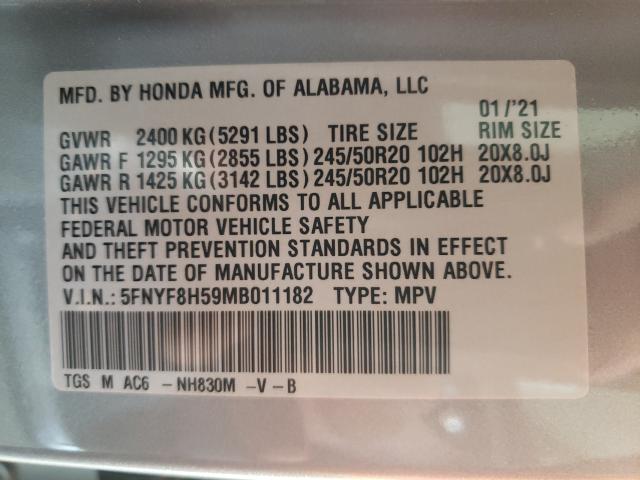 MFD. BY HONDA MFG. OF ALABAMA, LLC
01/'21
GVWR 2400 KG(5291 LBS) TIRE SIZE RIM SIZE
GAWR F 1295 KG(2855 LBS)245/50R20 102H 20X8.0J
GAWR R 1425 KG(3142 LBS)245/50R20 102H 20X8.0J
THIS VEHICLE CONFORMS TO ALL APPLICABLE
FEDERAL MOTOR VEHICLE SAFETY
AND THEFT PREVENTION STANDARDS IN EFFECT
ON THE DATE OF MANUFACTURE SHOWN ABOVE.
V.I.N.: 5FNYF8H59MB011182 TYPE: MPV
TGS M AC6 -NH830M -V-B